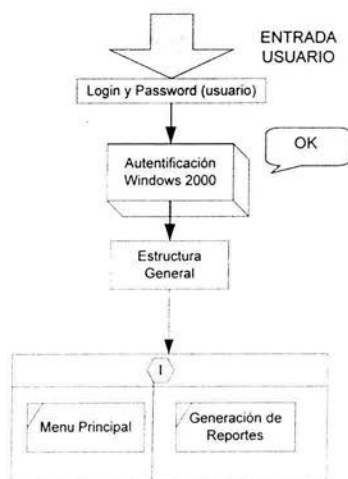 ENTRADA
USUARIO
Login y Password (usuario)
OK
Autentificación
Windows 2000
Estructura
General
I
Menu Principal
Generación de
Reportes